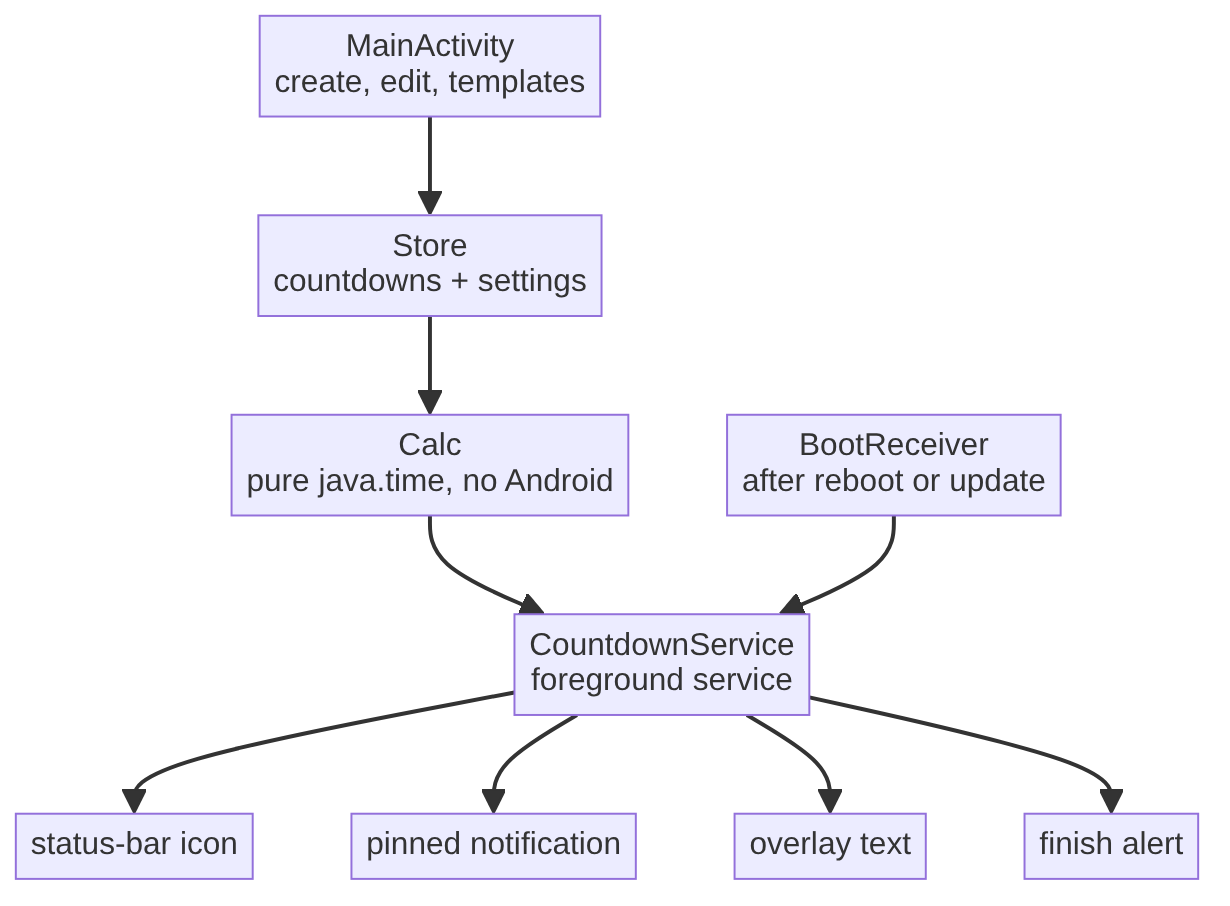 MainActivity
create, edit, templates
Store
countdowns + settings
Calc
pure java.time, no Android
BootReceiver
after reboot or update
CountdownService
foreground service
status-bar icon
pinned notification
overlay text
finish alert